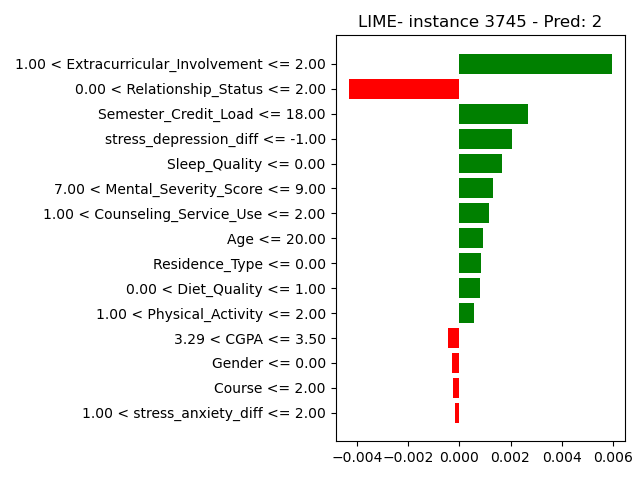 LIME- instance 3745 - Pred: 2
1.00 < Extracurricular_Involvement <= 2.00
0.00 < Relationship_Status <= 2.00
Semester_Credit_Load <= 18.00
stress_depression_diff <= -1.00
Sleep_Quality <= 0.00
7.00 < Mental_Severity_Score <= 9.00
1.00 < Counseling_Service_Use <= 2.00
Age <= 20.00
Residence_Type <= 0.00
0.00 < Diet_Quality <= 1.00
1.00 < Physical_Activity <= 2.00
3.29 < CGPA <= 3.50
Gender <= 0.00
Course <= 2.00
1.00 < stress_anxiety_diff <= 2.00
−0.004 −0.002 0.000 0.002 0.004 0.006